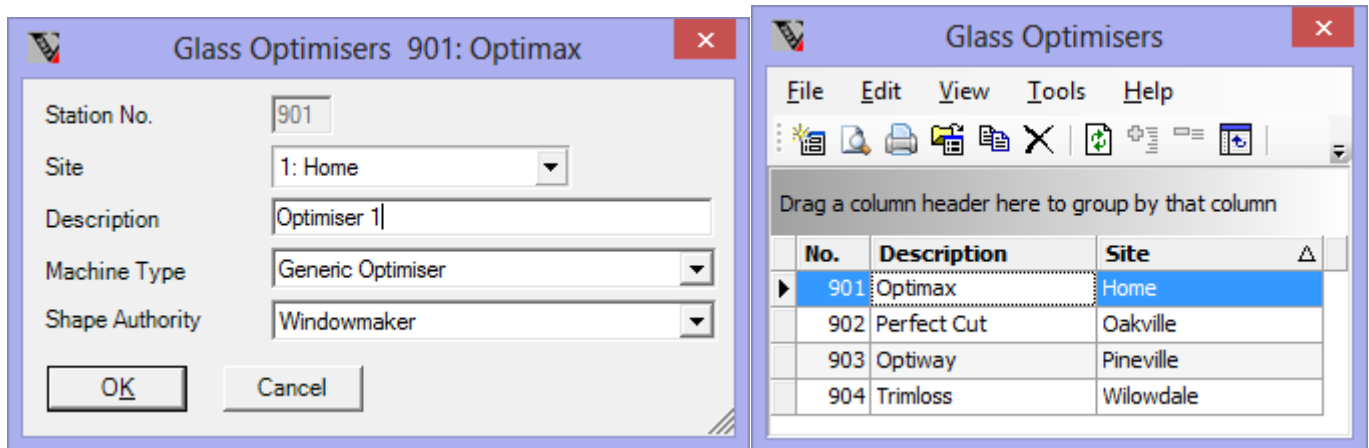 Glass Optimisers 901: Optimax
Station No. 901
Site 1: Home
Description Optimiser 1
Machine Type Generic Optimiser
Shape Authority Windowmaker
OK Cancel
Glass Optimisers
File Edit View Tools Help
Drag a column header here to group by that column
No. Description Site
901 Optimax Home
902 Perfect Cut Oakville
903 Optiway Pineville
904 Trimloss Wilowdale